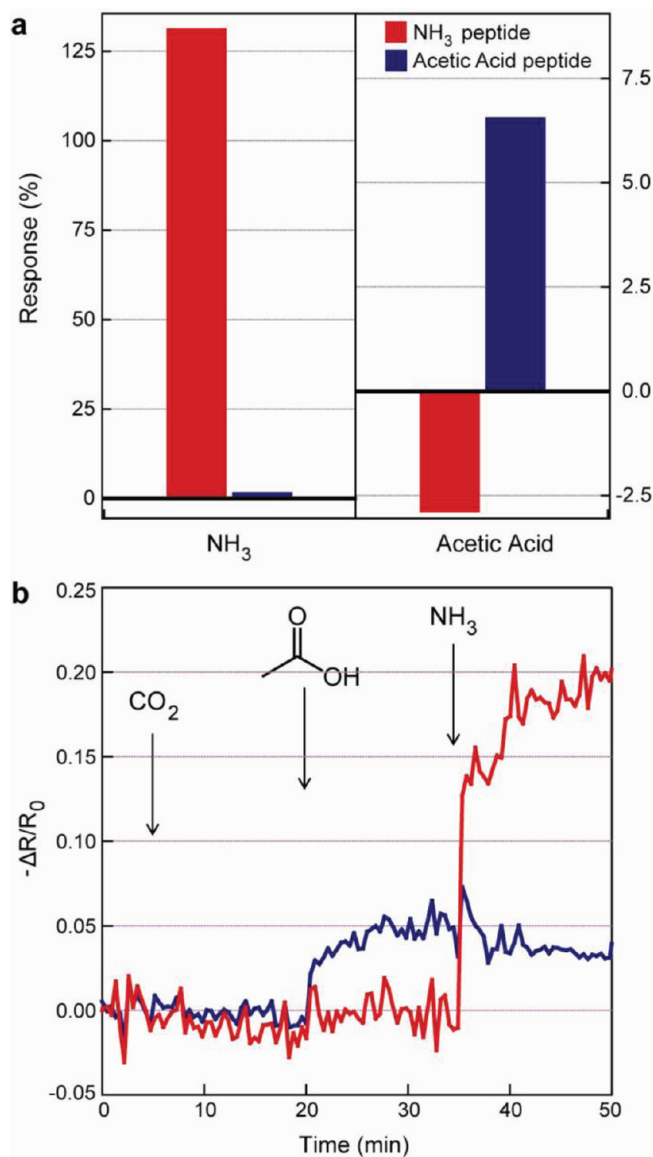 a
NH3 peptide
Acetic Acid peptide
Response (%)
125
100
75
50
25
0
7.5
5.0
2.5
0.0
-2.5
NH3
Acetic Acid
b
-ΔR/R0
0.25
0.20
0.15
0.10
0.05
0.00
-0.05
CO2
O
OH
NH3
0
10
20
30
40
50
Time (min)